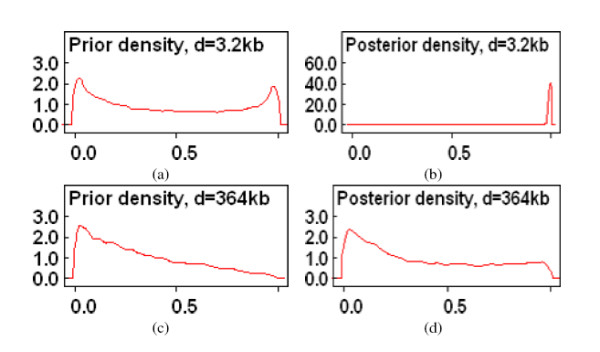 Prior density, d=3.2kb
3.0
2.0
1.0
0.0
0.0 0.5
(a)
Posterior density, d=3.2kb
60.0
40.0
20.0
0.0
0.0 0.5
(b)
Prior density, d=364kb
3.0
2.0
1.0
0.0
0.0 0.5
(c)
Posterior density, d=364kb
3.0
2.0
1.0
0.0
0.0 0.5
(d)